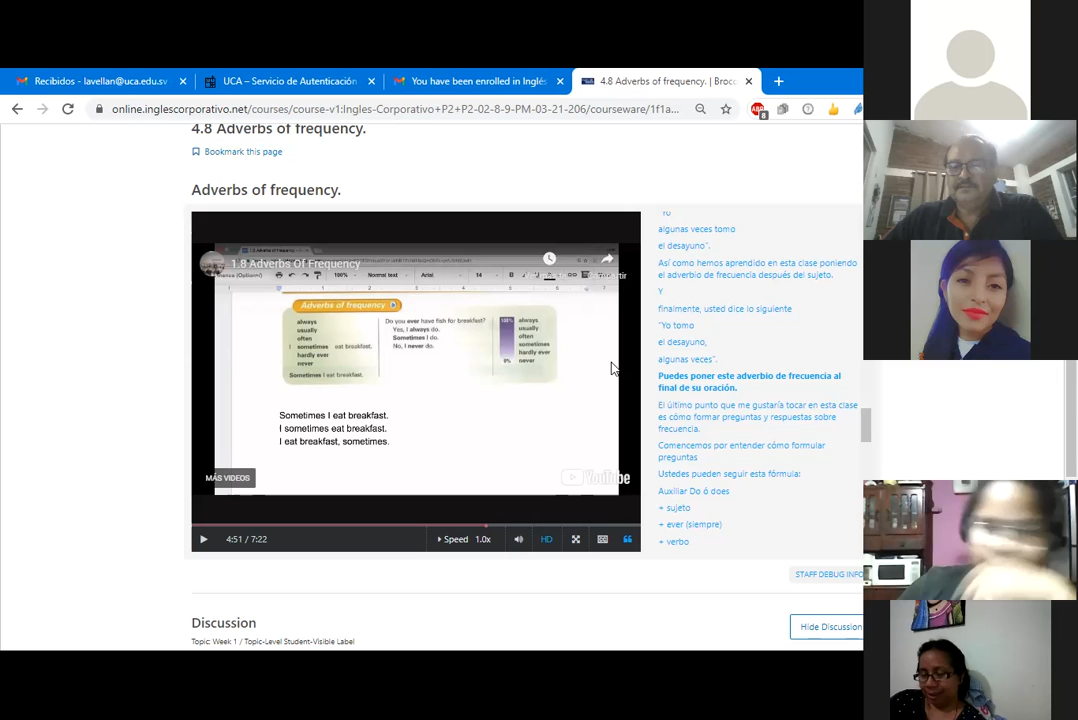 Recibidos - lavellan@uca.edu.sv
UCA – Servicio de Autenticación
You have been enrolled in Inglés
4.8 Adverbs of frequency. | Broc
online.inglescorporativo.net/courses/course-v1:Ingles-Corporativo+P2+P2-02-8-9-PM-03-21-206/courseware/1f1a...
4.8 Adverbs of frequency.
Bookmark this page
Adverbs of frequency.
1.8 Adverbs Of Frequency
100%
Normal text
Arial
14
Adverbs of frequency
always
usually
often
I sometimes eat breakfast.
hardly ever
never
Sometimes I eat breakfast.
Do you ever have fish for breakfast?
Yes, I always do.
Sometimes I do.
No, I never do.
100%
0%
always
usually
often
sometimes
hardly ever
never
Sometimes I eat breakfast.
I sometimes eat breakfast.
I eat breakfast, sometimes.
MÁS VIDEOS
YouTube
4:51 / 7:22
Speed 1.0x
HD
Yo
algunas veces tomo
el desayuno".
Así como hemos aprendido en esta clase poniendo
el adverbio de frecuencia después del sujeto.
Y
finalmente, usted dice lo siguiente
"Yo tomo
el desayuno,
algunas veces".
Puedes poner este adverbio de frecuencia al
final de su oración.
El último punto que me gustaría tocar en esta clase
es cómo formar preguntas y respuestas sobre
frecuencia.
Comencemos por entender cómo formular
preguntas
Ustedes pueden seguir esta fórmula:
Auxiliar Do ó does
+ sujeto
+ ever (siempre)
+ verbo
STAFF DEBUG INFO
Discussion
Topic: Week 1 / Topic-Level Student-Visible Label
Hide Discussion